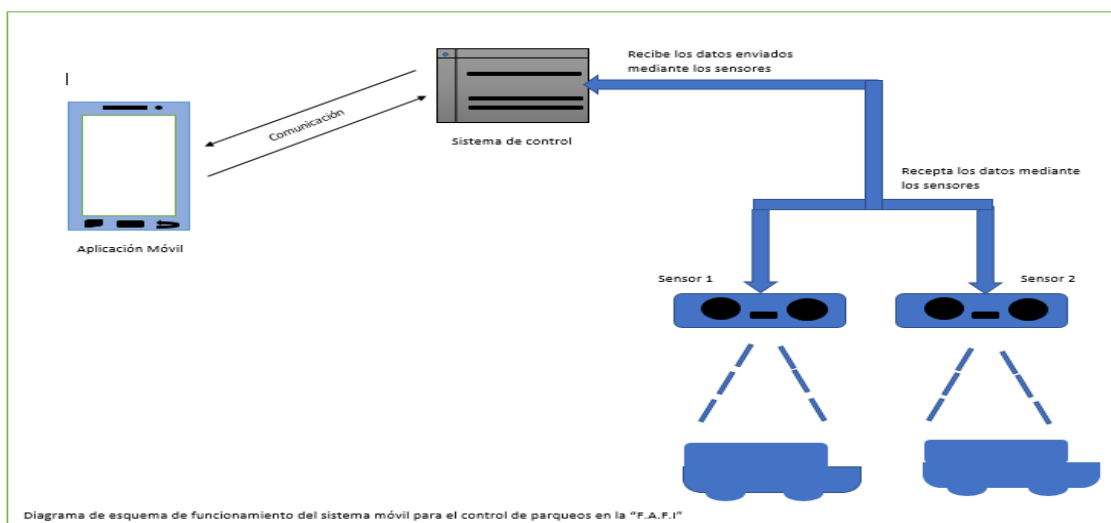 Recibe los datos enviados
mediante los sensores
Comunicación
Sistema de control
Recepta los datos mediante
los sensores
Aplicación Móvil
Sensor 1
Sensor 2
Diagrama de esquema de funcionamiento del sistema móvil para el control de parqueos en la “F.A.F.I”